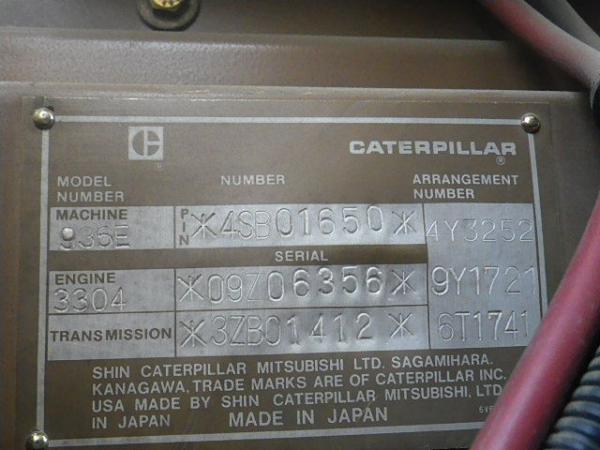 C CATERPILLAR®
MODEL NUMBER NUMBER ARRANGEMENT NUMBER
MACHINE 936E PIN *4SB01650* 4Y3252
SERIAL
ENGINE 3304 *09Z06356* 9Y1721
TRANSMISSION *3ZB01412* 6T1741
SHIN CATERPILLAR MITSUBISHI LTD. SAGAMIHARA.
KANAGAWA, TRADE MARKS ARE OF CATERPILLAR INC.
USA MADE BY SHIN CATERPILLAR MITSUBISHI, LTD
IN JAPAN MADE IN JAPAN